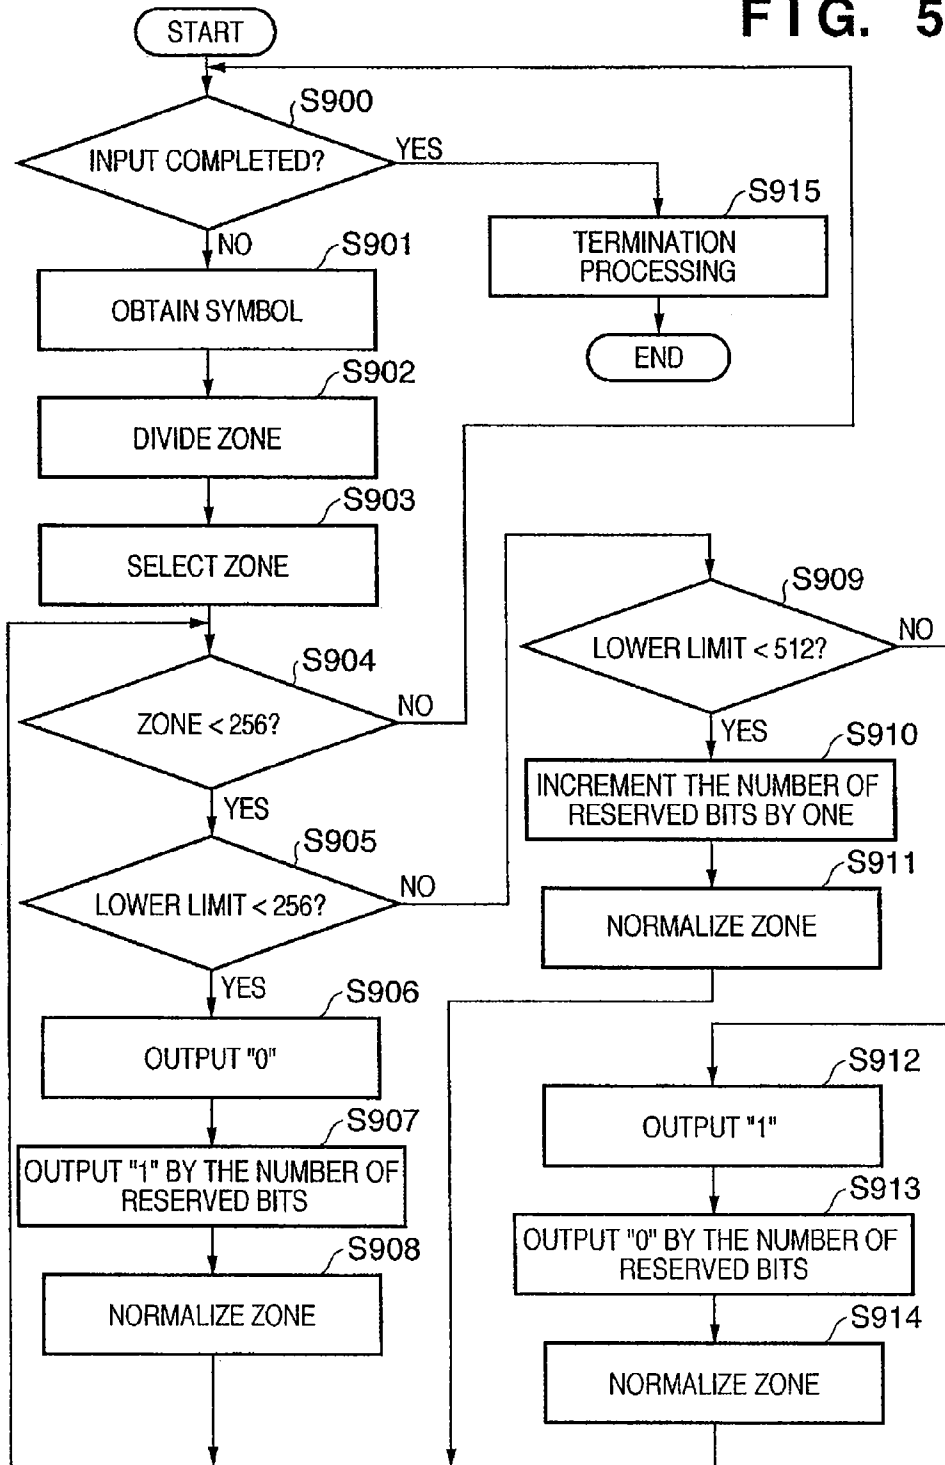 FIG. 5
START
S900
INPUT COMPLETED?
YES
NO
S915
TERMINATION
PROCESSING
END
S901
OBTAIN SYMBOL
S902
DIVIDE ZONE
S903
SELECT ZONE
S904
ZONE < 256?
NO
YES
S905
LOWER LIMIT < 256?
NO
YES
S906
OUTPUT "0"
S907
OUTPUT "1" BY THE NUMBER OF
RESERVED BITS
S908
NORMALIZE ZONE
S909
LOWER LIMIT < 512?
NO
YES
S910
INCREMENT THE NUMBER OF
RESERVED BITS BY ONE
S911
NORMALIZE ZONE
S912
OUTPUT "1"
S913
OUTPUT "0" BY THE NUMBER OF
RESERVED BITS
S914
NORMALIZE ZONE